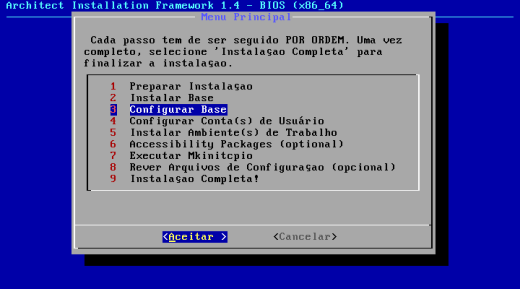 Architect Installation Framework 1.4 - BIOS (x86_64)
Menu Principal
Cada passo tem de ser seguido POR ORDEM. Uma vez
completo, selecione 'Instalaşao Completa' para
finalizar a instalaşao.
1 Preparar Instalaşao
2 Instalar Base
3 Configurar Base
4 Configurar Conta(s) de Usuário
5 Instalar Ambiente(s) de Trabalho
6 Accessibility Packages (optional)
7 Executar Mkinitcpio
8 Rever Arquivos de Configuraşao (opcional)
9 Instalaşao Completa!
<Aceitar > <Cancelar>